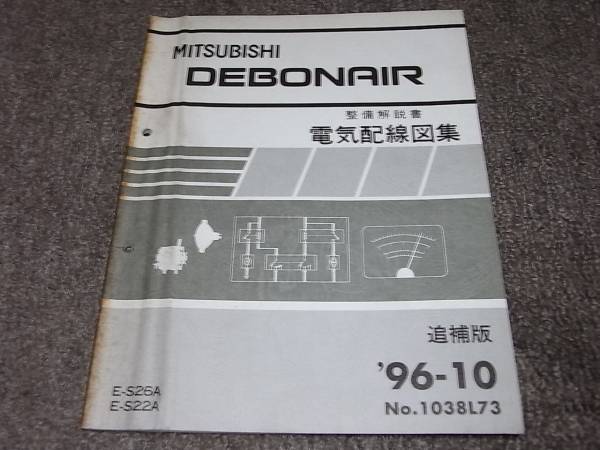 MITSUBISHI
DEBONAIR
整備解説書
電気配線図集
追補版
'96-10
E-S26A
E-S22A
No.1038L73